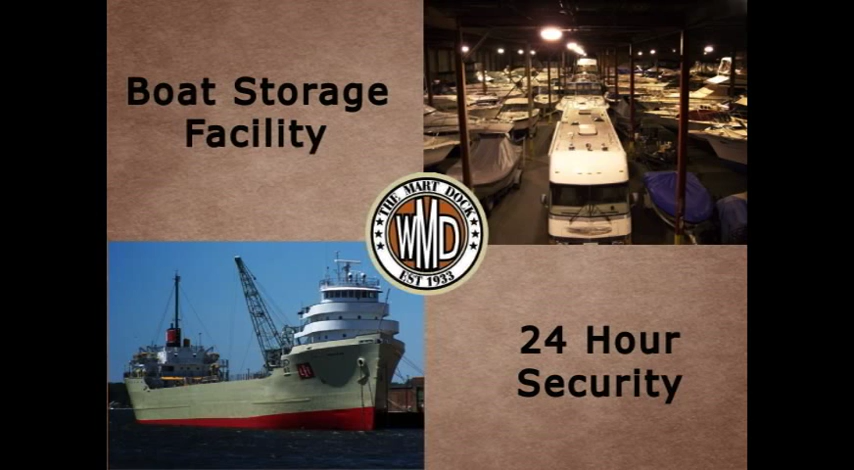 Boat Storage
Facility
THE MART DOCK
WMD
EST 1933
24 Hour
Security